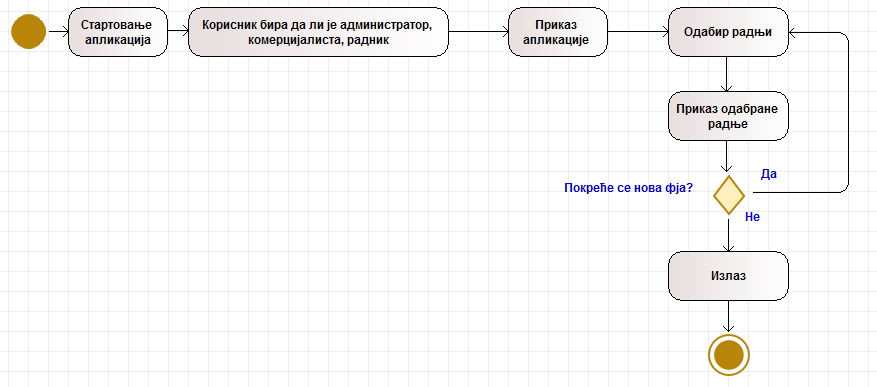 Стартовање
апликација
Корисник бира да ли је администратор,
комерцијалиста, радник
Приказ
апликације
Одабир радњи
Приказ одабране
радње
Покреће се нова фја?
Да
Не
Излаз